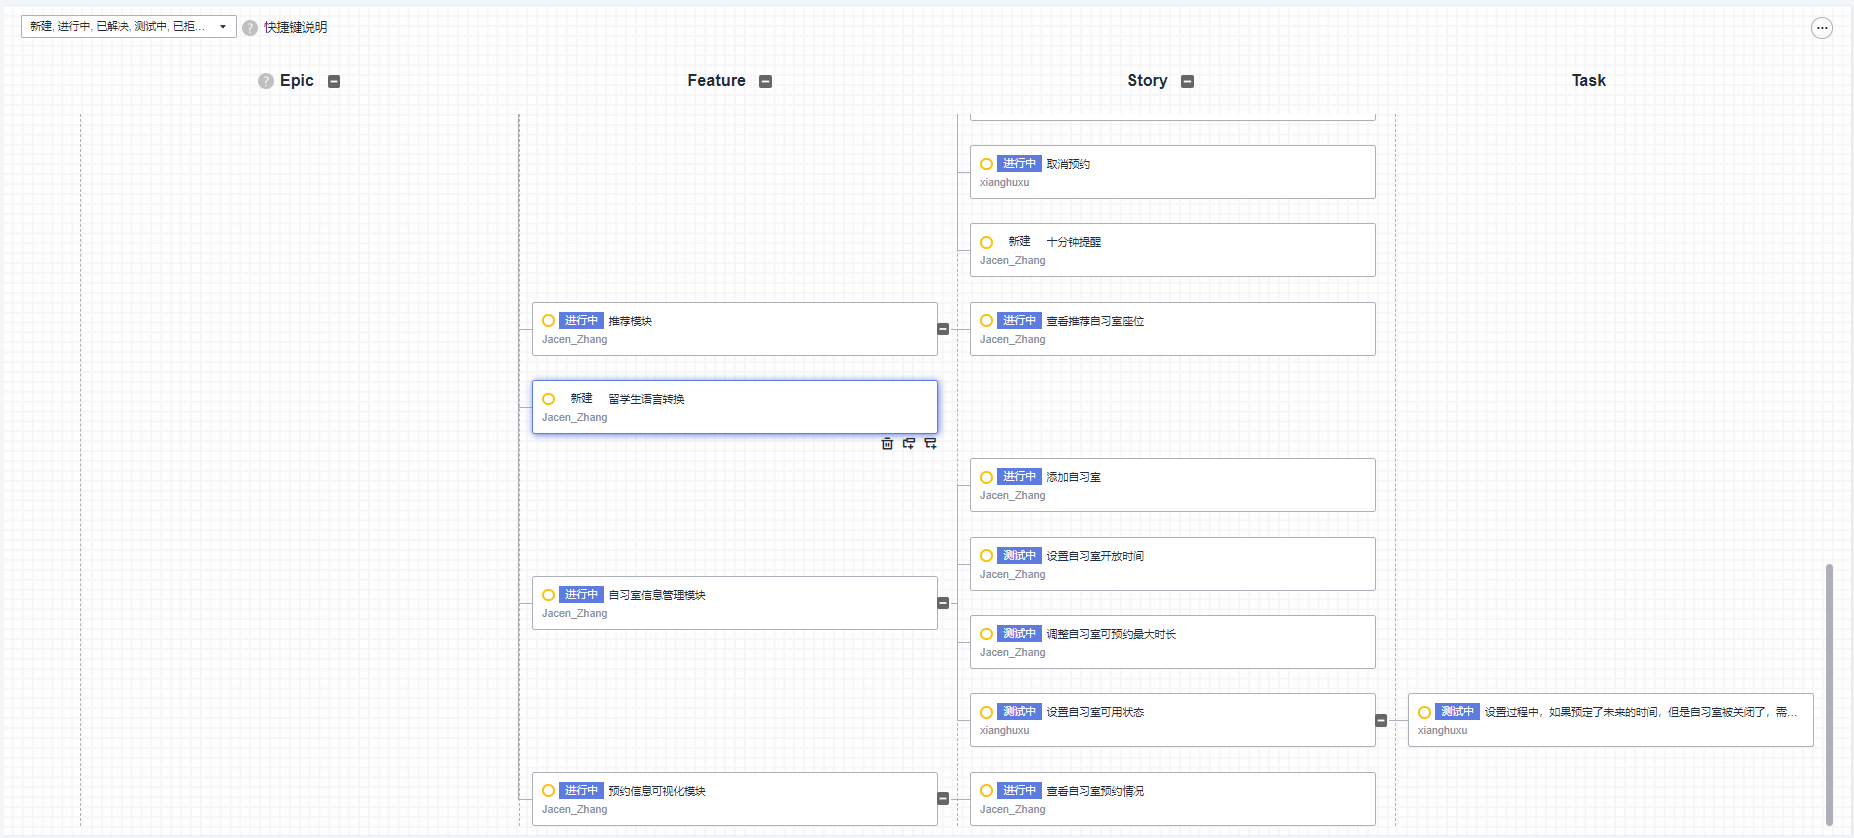 新建, 进行中, 已解决, 测试中, 已拒...
快捷键说明
Epic
Feature
Story
Task
进行中 取消预约
xianghuxu
新建 十分钟提醒
Jacen_Zhang
进行中 推荐模块
Jacen_Zhang
进行中 查看推荐自习室座位
Jacen_Zhang
新建 留学生语言转换
Jacen_Zhang
进行中 添加自习室
Jacen_Zhang
测试中 设置自习室开放时间
Jacen_Zhang
进行中 自习室信息管理模块
Jacen_Zhang
测试中 调整自习室可预约最大时长
Jacen_Zhang
测试中 设置自习室可用状态
xianghuxu
测试中 设置过程中，如果预定了未来的时间，但是自习室被关闭了，需...
xianghuxu
进行中 预约信息可视化模块
Jacen_Zhang
进行中 查看自习室预约情况
Jacen_Zhang